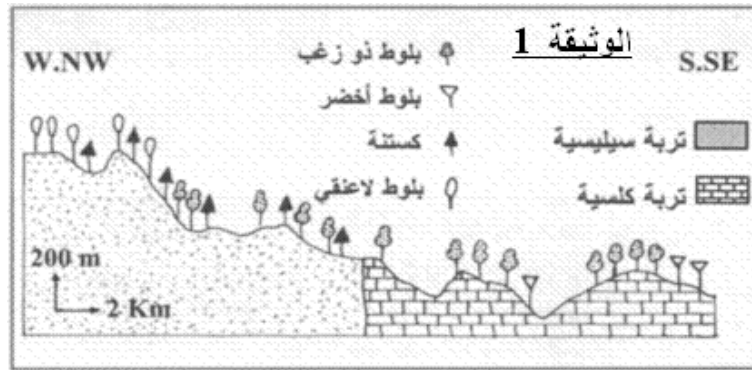 الوثيقة 1
W.NW
S.SE
بلوط ذو زغب
بلوط أخضر
كستنة
بلوط لاعنقي
تربة سيليسية
تربة كلسية
200 m
2 Km